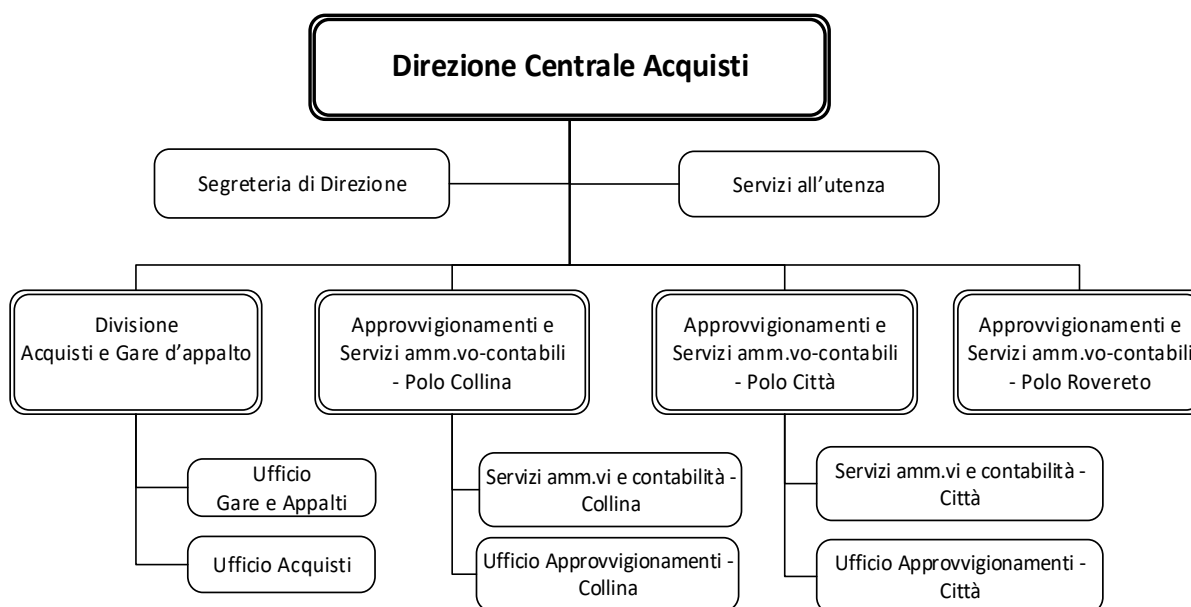 Direzione Centrale Acquisti
Segreteria di Direzione
Servizi all’utenza
Divisione
Acquisti e Gare d’appalto
Approvvigionamenti e
Servizi amm.vo-contabili
- Polo Collina
Approvvigionamenti e
Servizi amm.vo-contabili
- Polo Città
Approvvigionamenti e
Servizi amm.vo-contabili
- Polo Rovereto
Ufficio
Gare e Appalti
Ufficio Acquisti
Servizi amm.vi e contabilità -
Collina
Ufficio Approvvigionamenti -
Collina
Servizi amm.vi e contabilità -
Città
Ufficio Approvvigionamenti -
Città